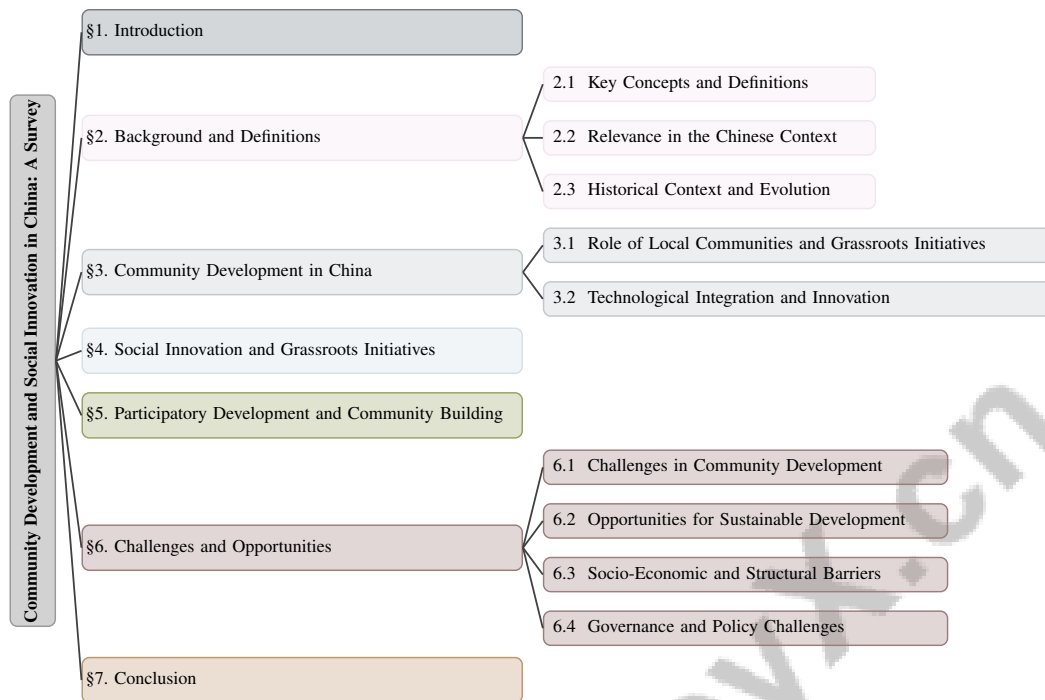 Community Development and Social Innovation in China: A Survey
§1. Introduction
§2. Background and Definitions
2.1 Key Concepts and Definitions
2.2 Relevance in the Chinese Context
2.3 Historical Context and Evolution
§3. Community Development in China
3.1 Role of Local Communities and Grassroots Initiatives
3.2 Technological Integration and Innovation
§4. Social Innovation and Grassroots Initiatives
§5. Participatory Development and Community Building
§6. Challenges and Opportunities
6.1 Challenges in Community Development
6.2 Opportunities for Sustainable Development
6.3 Socio-Economic and Structural Barriers
6.4 Governance and Policy Challenges
§7. Conclusion